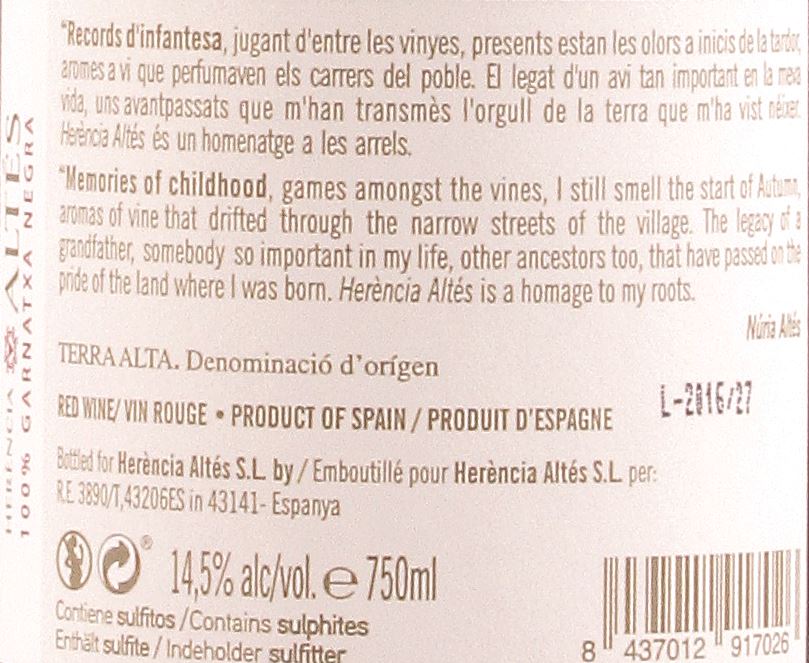 "Records d'infantesa, jugant d'entre les vinyes, presents estan les olors a inicis de la tardor,
aromes a vi que perfumaven els carrers del poble. El legat d'un avi tan important en la meva
vida, uns avantpassats que m'han transmès l'orgull de la terra que m'ha vist néixer.
Herència Altés és un homenatge a les arrels.
"Memories of childhood, games amongst the vines, I still smell the start of Autumn,
aromas of vine that drifted through the narrow streets of the village. The legacy of a
grandfather, somebody so important in my life, other ancestors too, that have passed on the
pride of the land where I was born. Herència Altés is a homage to my roots.
Núria Altés
TERRA ALTA. Denominació d'orígen
L-2016/27
RED WINE/ VIN ROUGE • PRODUCT OF SPAIN / PRODUIT D'ESPAGNE
Bottled for Herència Altés S.L. by / Emboutillé pour Herència Altés S.L. per:
R.E. 3890/T,43206ES in 43141- Espanya
14,5% alc/vol. e 750ml
Contiene sulfitos /Contains sulphites
Enthält sulfite / Indeholder sulfitter
8 437012 917026
HERÈNCIA ALTÉS
100% GARNATXA NEGRA